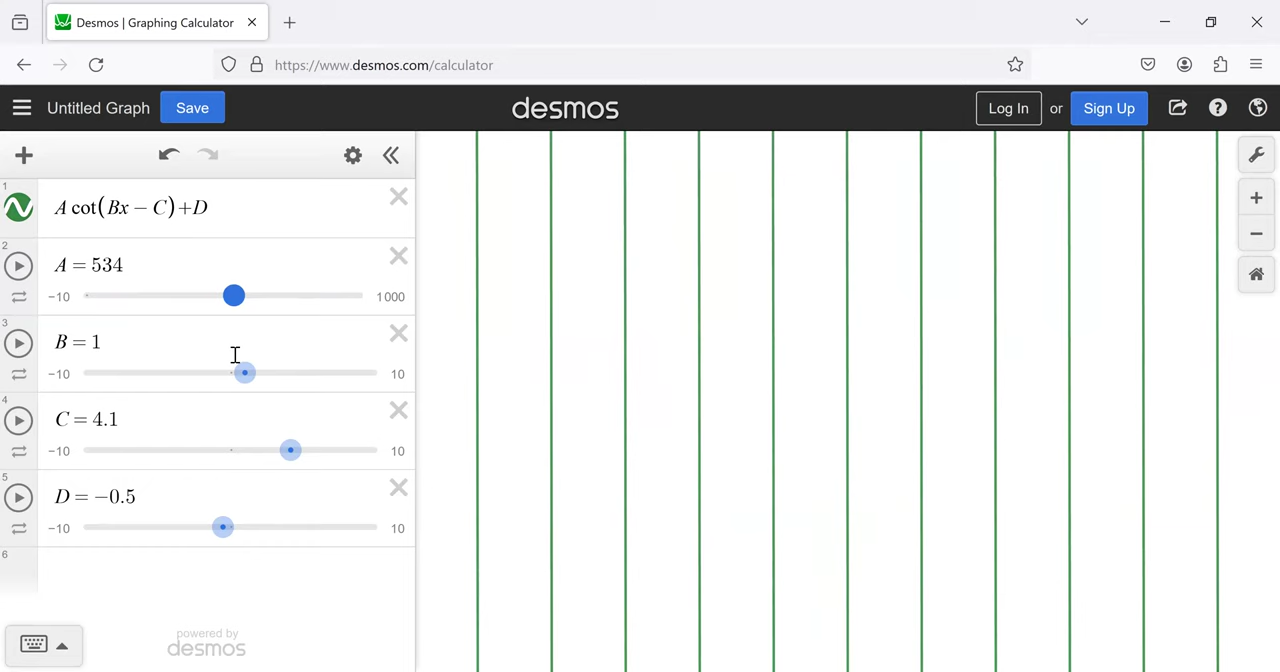 Desmos | Graphing Calculator
https://www.desmos.com/calculator
Untitled Graph
Save
desmos
Log In or Sign Up
1
A cot(Bx − C)+D
2
A = 534
−10
1000
3
B = 1
−10
10
4
C = 4.1
−10
10
5
D = −0.5
−10
10
6
powered by
desmos